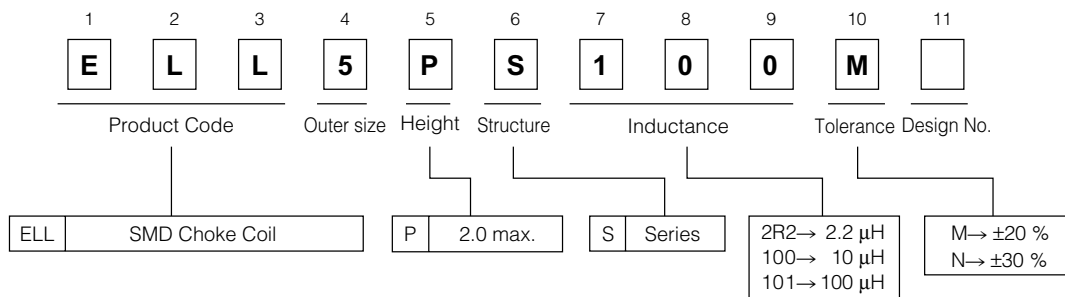 1 2 3 4 5 6 7 8 9 10 11
E L L 5 P S 1 0 0 M
Product Code Outer size Height Structure Inductance Tolerance Design No.
ELL SMD Choke Coil P 2.0 max. S Series
2R2→ 2.2 μH
100→ 10 μH
101→ 100 μH
M→ ±20 %
N→ ±30 %